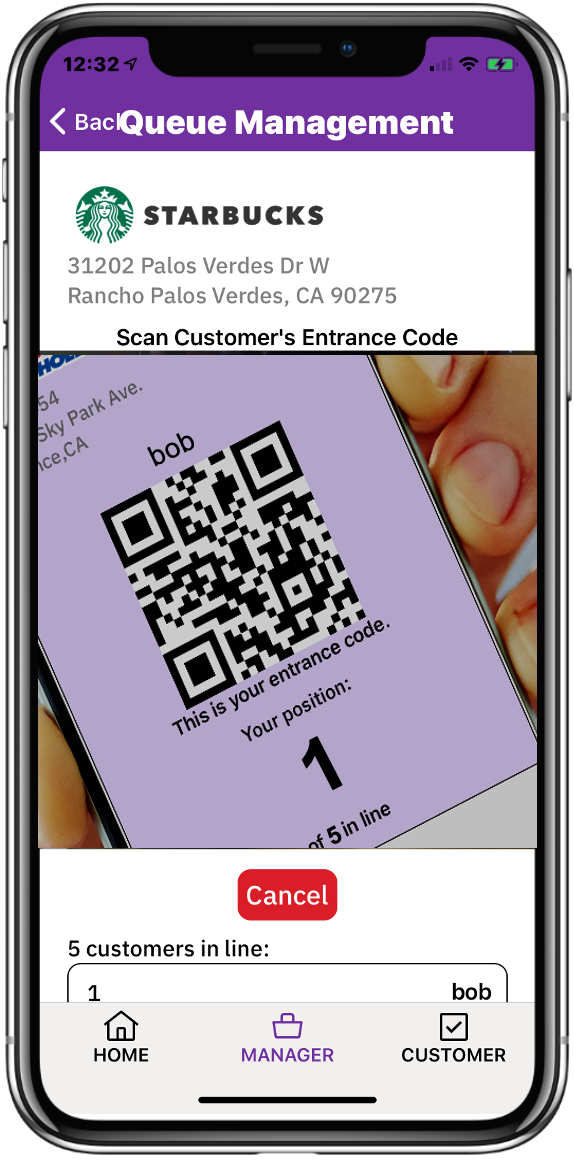 12:32
Back
Queue Management
STARBUCKS
31202 Palos Verdes Dr W
Rancho Palos Verdes, CA 90275
Scan Customer's Entrance Code
54
Sky Park Ave.
CA
bob
This is your entrance code.
Your position:
1
of 5 in line
Cancel
5 customers in line:
1 bob
HOME
MANAGER
CUSTOMER